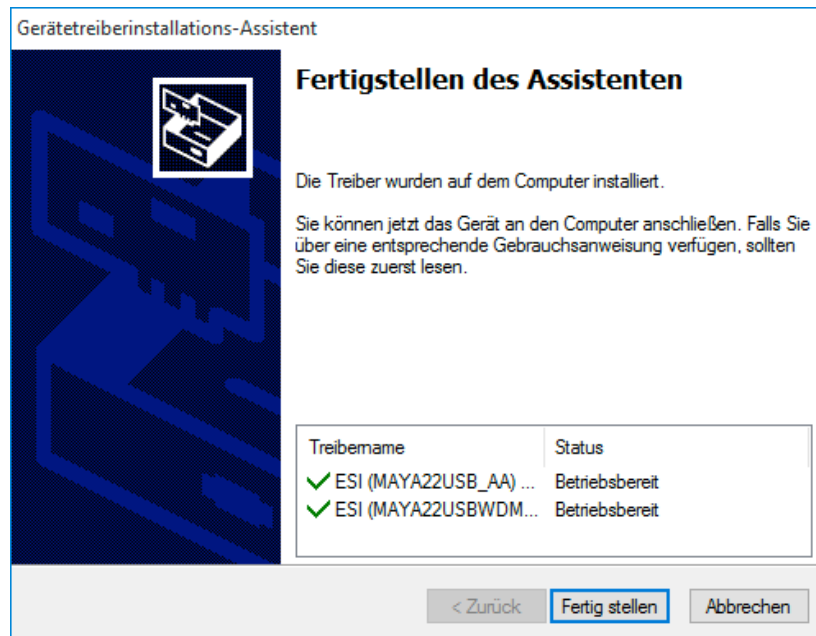 Gerätetreiberinstallations-Assistent
Fertigstellen des Assistenten
Die Treiber wurden auf dem Computer installiert.
Sie können jetzt das Gerät an den Computer anschließen. Falls Sie
über eine entsprechende Gebrauchsanweisung verfügen, sollten
Sie diese zuerst lesen.
Treibername Status
ESI (MAYA22USB_AA) ... Betriebsbereit
ESI (MAYA22USBWDM... Betriebsbereit
< Zurück Fertig stellen Abbrechen